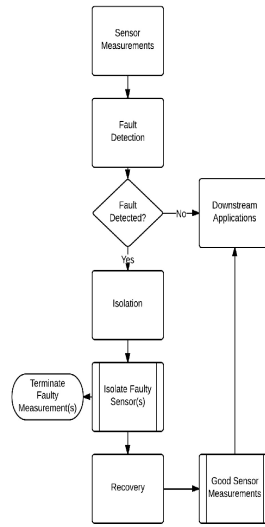 Sensor
Measurements
Fault
Detection
Fault
Detected?
No
Downstream
Applications
Yes
Isolation
Terminate
Faulty
Measurement(s)
Isolate Faulty
Sensor(s)
Recovery
Good Sensor
Measurements